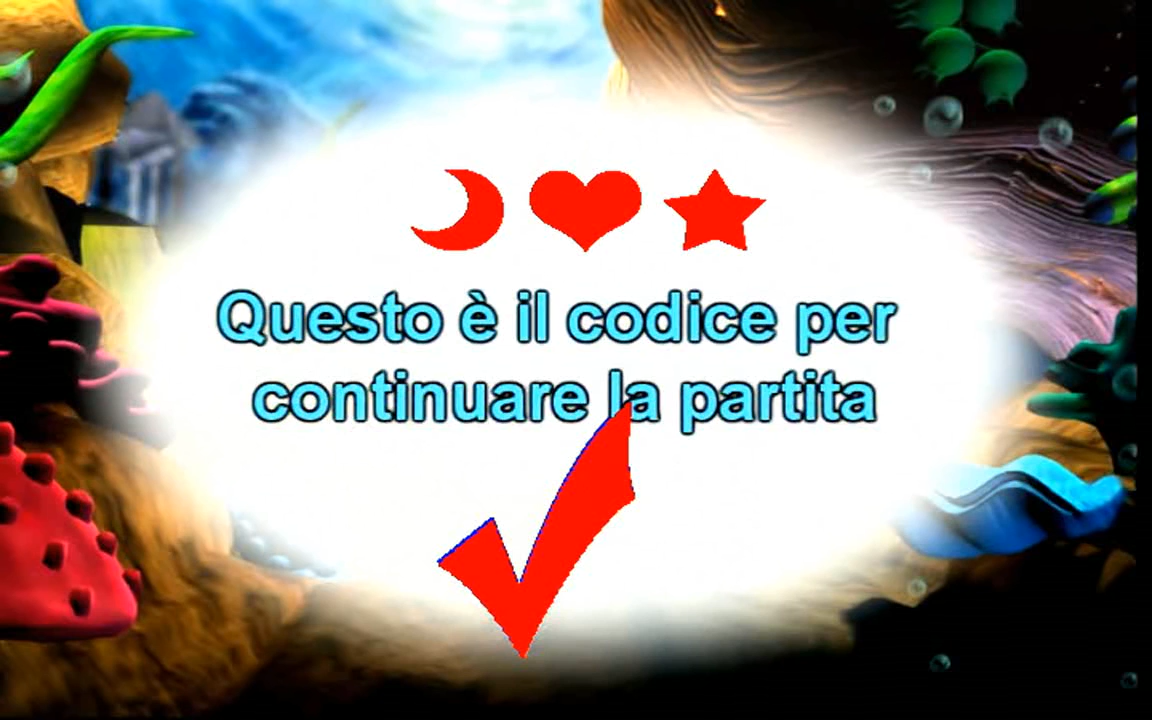 Questo è il codice per
continuare la partita